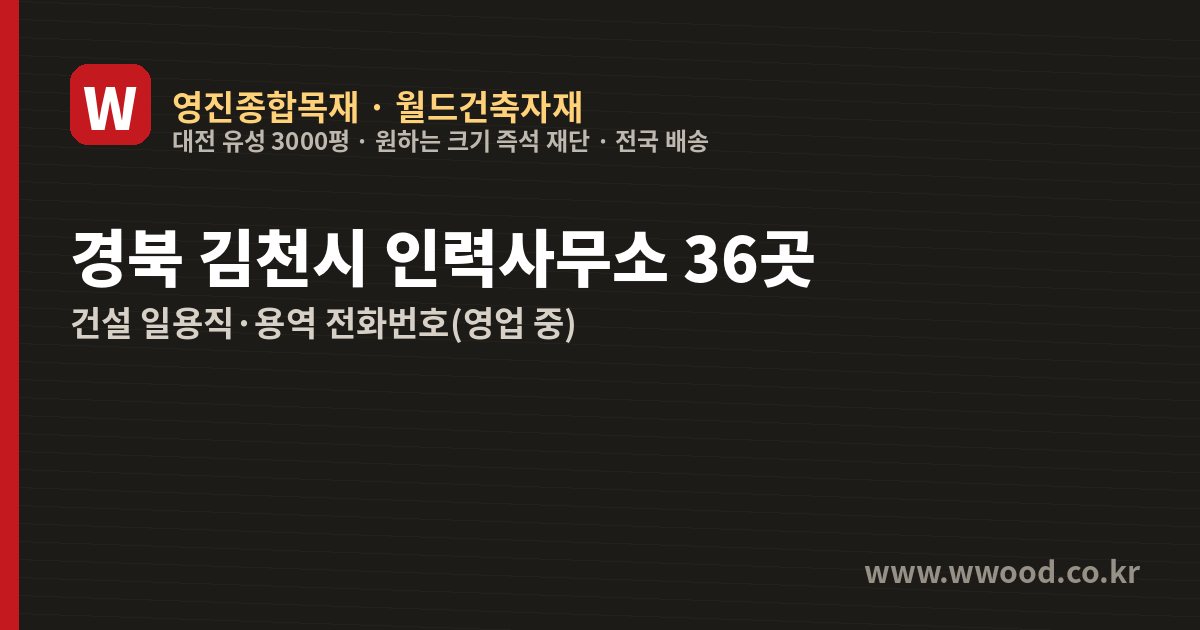 W
영진종합목재 · 월드건축자재
대전 유성 3000평 · 원하는 크기 즉석 재단 · 전국 배송
경북 김천시 인력사무소 36곳
건설 일용직·용역 전화번호(영업 중)
www.wwood.co.kr